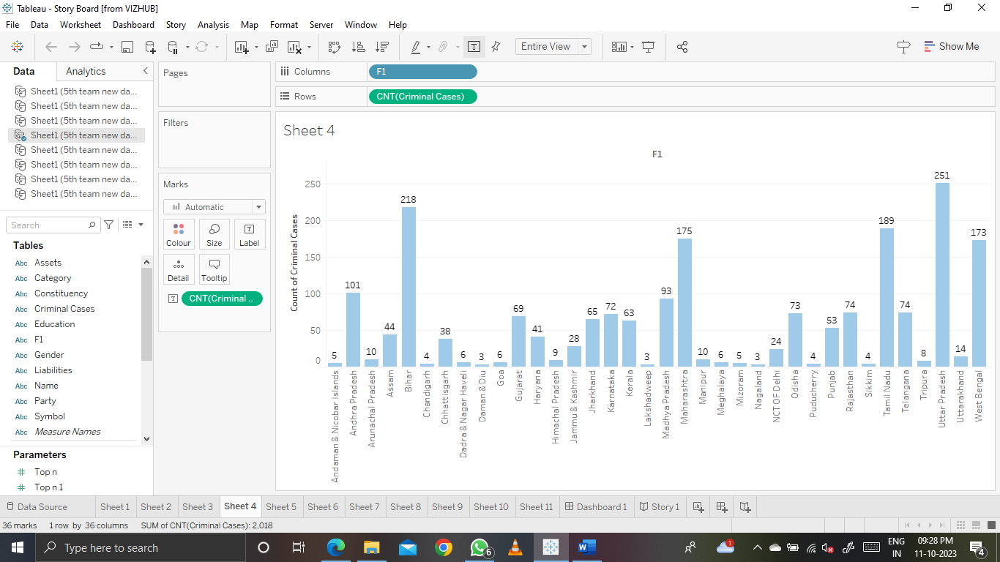 Tableau - Story Board [from VIZHUB]
File Data Worksheet Dashboard Story Analysis Map Format Server Window Help
Entire View
Show Me
Data Analytics
Sheet1 (5th team new da...
Sheet1 (5th team new da...
Sheet1 (5th team new da...
Sheet1 (5th team new da...
Sheet1 (5th team new da...
Sheet1 (5th team new da...
Sheet1 (5th team new da...
Sheet1 (5th team new da...
Search
Tables
Abc Assets
Abc Category
Abc Constituency
Abc Criminal Cases
Abc Education
Abc F1
Abc Gender
Abc Liabilities
Abc Name
Abc Party
Abc Symbol
Abc Measure Names
Parameters
# Top n
# Top n 1
Pages
Filters
Marks
Automatic
Colour Size Label
Detail Tooltip
CNT(Criminal ..
Columns F1
Rows CNT(Criminal Cases)
Sheet 4
F1
Count of Criminal Cases
250
200
150
100
50
0
5 101 10 44 218 4 38 6 3 6 69 41 9 28 65 72 63 3 93 175 10 6 5 3 24 73 4 53 74 4 189 74 8 251 14 173
Andaman & Nicobar Islands
Andhra Pradesh
Arunachal Pradesh
Assam
Bihar
Chandigarh
Chhattisgarh
Dadra & Nagar Haveli
Daman & Diu
Goa
Gujarat
Haryana
Himachal Pradesh
Jammu & Kashmir
Jharkhand
Karnataka
Kerala
Lakshadweep
Madhya Pradesh
Maharashtra
Manipur
Meghalaya
Mizoram
Nagaland
NCT OF Delhi
Odisha
Puducherry
Punjab
Rajasthan
Sikkim
Tamil Nadu
Telangana
Tripura
Uttar Pradesh
Uttarakhand
West Bengal
Data Source Sheet 1 Sheet 2 Sheet 3 Sheet 4 Sheet 5 Sheet 6 Sheet 7 Sheet 8 Sheet 9 Sheet 10 Sheet 11 Dashboard 1 Story 1
36 marks 1 row by 36 columns SUM of CNT(Criminal Cases): 2,018
Type here to search
6
1
ENG
IN
09:28 PM
11-10-2023
4